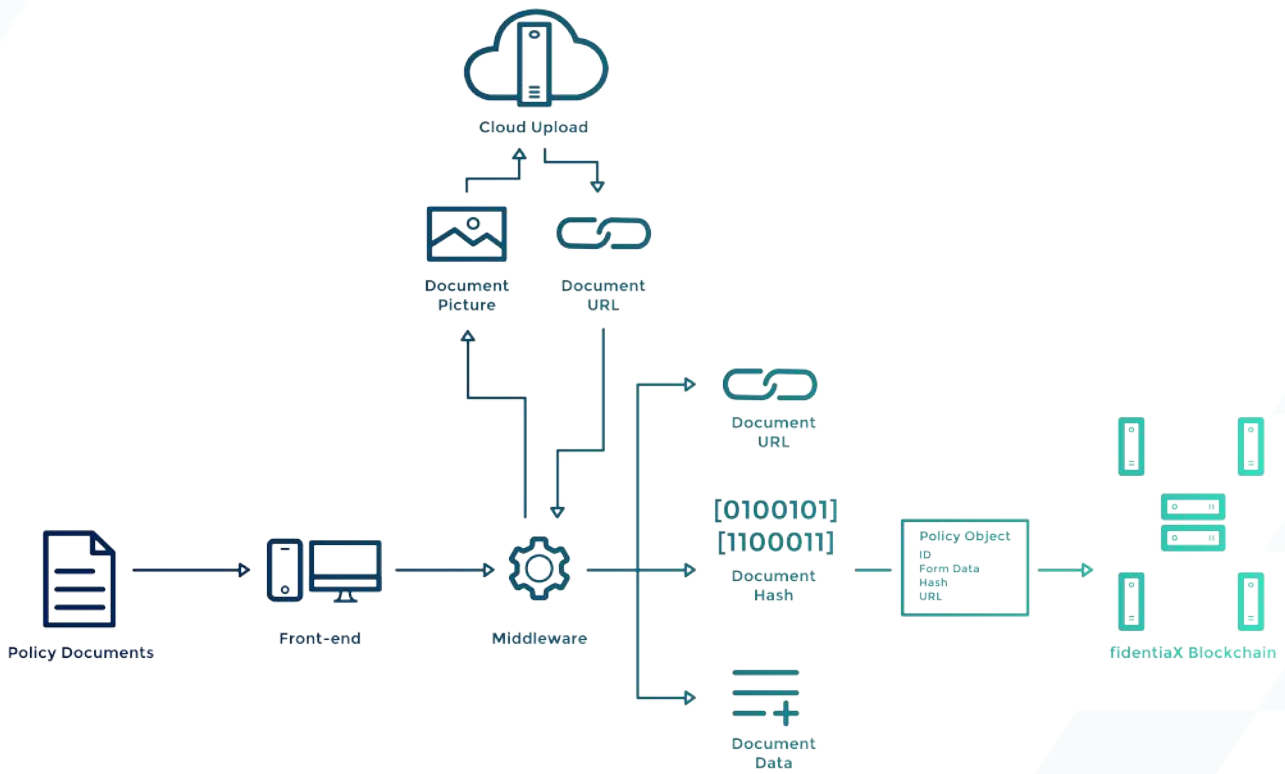 Cloud Upload
Document
Picture
Document
URL
Document
URL
[0100101]
[1100011]
Document
Hash
Policy Object
ID
Form Data
Hash
URL
Policy Documents
Front-end
Middleware
fidentiaX Blockchain
Document
Data